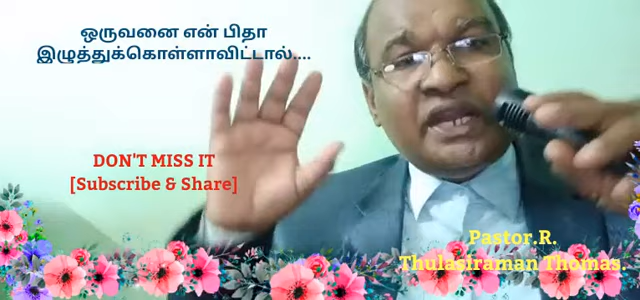 ஒருவனை என் பிதா
இழுத்துக்கொள்ளாவிட்டால்....
DON'T MISS IT
[Subscribe & Share]
Pastor.R.
Thulasiraman Thomas.